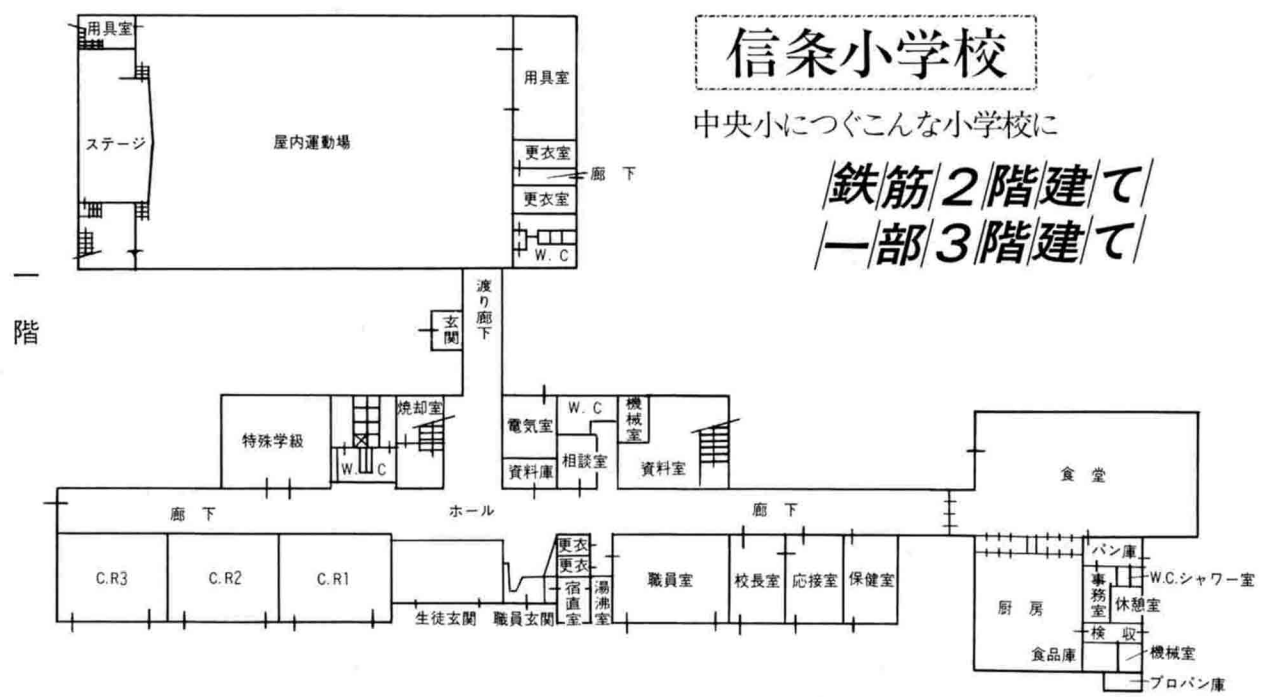 信条小学校
中央小につぐこんな小学校に
鉄筋2階建て
一部3階建て
一階
用具室
ステージ
屋内運動場
用具室
更衣室
廊下
更衣室
W.C
渡り廊下
玄関
特殊学級
W.C
焼却室
電気室
資料庫
W.C
相談室
機械室
資料室
食堂
廊下
ホール
廊下
C.R3
C.R2
C.R1
生徒玄関
職員玄関
更衣
更衣
宿直室
湯沸室
職員室
校長室
応接室
保健室
厨房
パン庫
事務室
W.C.シャワー室
休憩室
検収
食品庫
機械室
プロパン庫